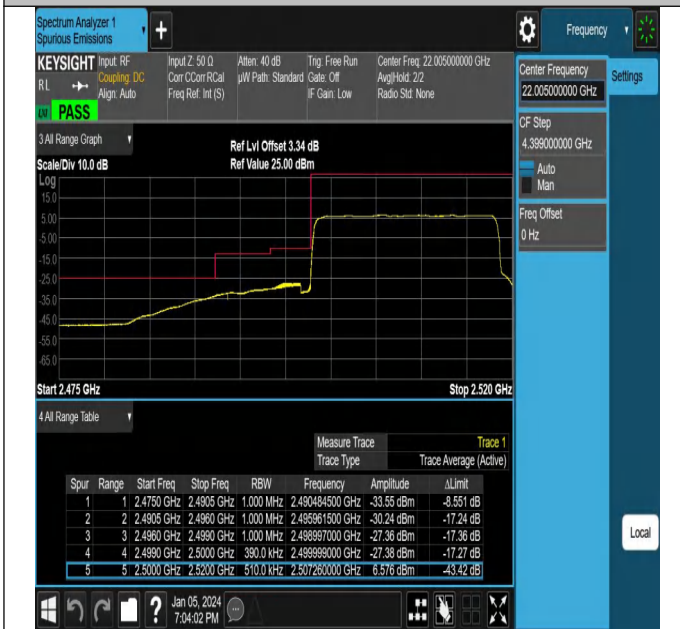 Spectrum Analyzer 1
Spurious Emissions
+
Frequency
KEYSIGHT Input: RF Input Z: 50 Ω Atten: 40 dB Trig: Free Run Center Freq: 22.005000000 GHz
RL Coupling: DC Corr CCorr RCal µW Path: Standard Gate: Off Avg|Hold: 2/2
Align: Auto Freq Ref: Int (S) IF Gain: Low Radio Std: None
PASS
3 All Range Graph
Ref Lvl Offset 3.34 dB
Scale/Div 10.0 dB Ref Value 25.00 dBm
Log
15.0
5.00
-5.00
-15.0
-25.0
-35.0
-45.0
-55.0
-65.0
Start 2.475 GHz Stop 2.520 GHz
4 All Range Table
Measure Trace Trace 1
Trace Type Trace Average (Active)
Spur Range Start Freq Stop Freq RBW Frequency Amplitude ΔLimit
1 1 2.4750 GHz 2.4905 GHz 1.000 MHz 2.490484500 GHz -33.55 dBm -8.551 dB
2 2 2.4905 GHz 2.4960 GHz 1.000 MHz 2.495961500 GHz -30.24 dBm -17.24 dB
3 3 2.4960 GHz 2.4990 GHz 1.000 MHz 2.498997000 GHz -27.36 dBm -17.36 dB
4 4 2.4990 GHz 2.5000 GHz 390.0 kHz 2.499999000 GHz -27.38 dBm -17.27 dB
5 5 2.5000 GHz 2.5200 GHz 510.0 kHz 2.507260000 GHz 6.576 dBm -43.42 dB
Center Frequency
22.005000000 GHz
Settings
CF Step
4.399000000 GHz
Auto
Man
Freq Offset
0 Hz
Local
? Jan 05, 2024
7:04:02 PM